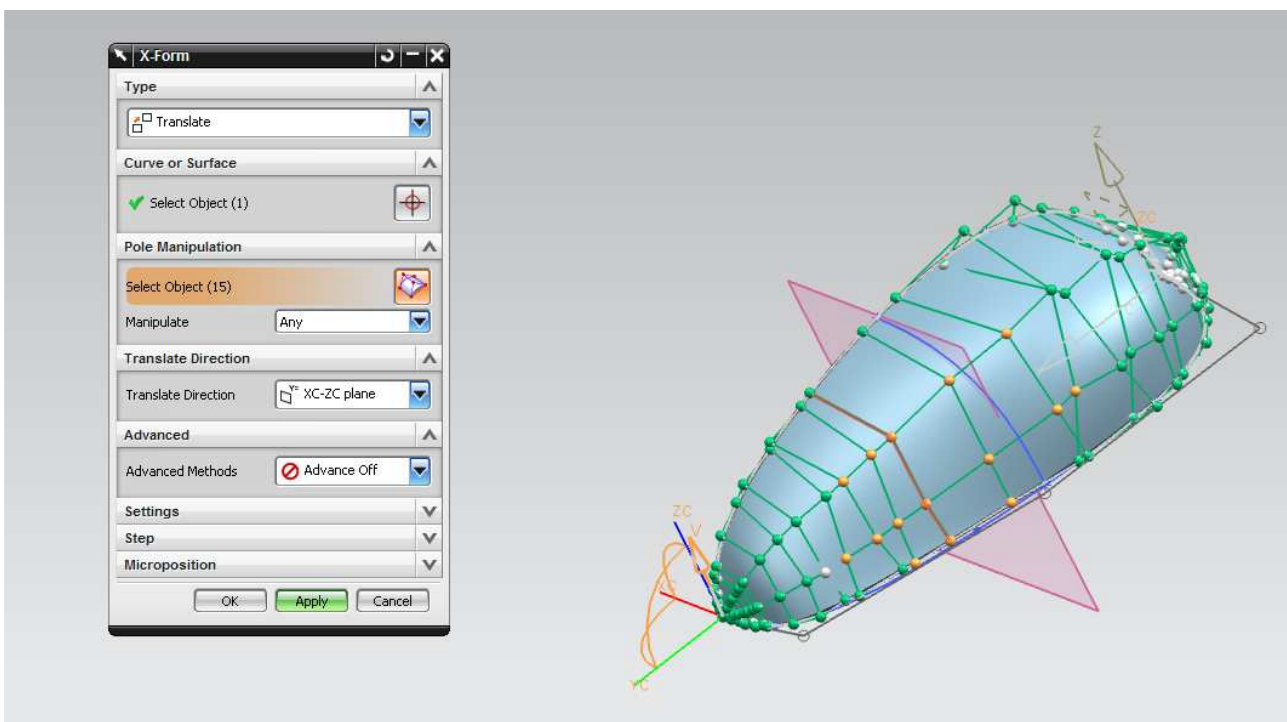 X-Form
Type
Translate
Curve or Surface
Select Object (1)
Pole Manipulation
Select Object (15)
Manipulate Any
Translate Direction
Translate Direction Y= XC-ZC plane
Advanced
Advanced Methods Advance Off
Settings
Step
Microposition
OK Apply Cancel
Z
ZC
ZC
V
YC